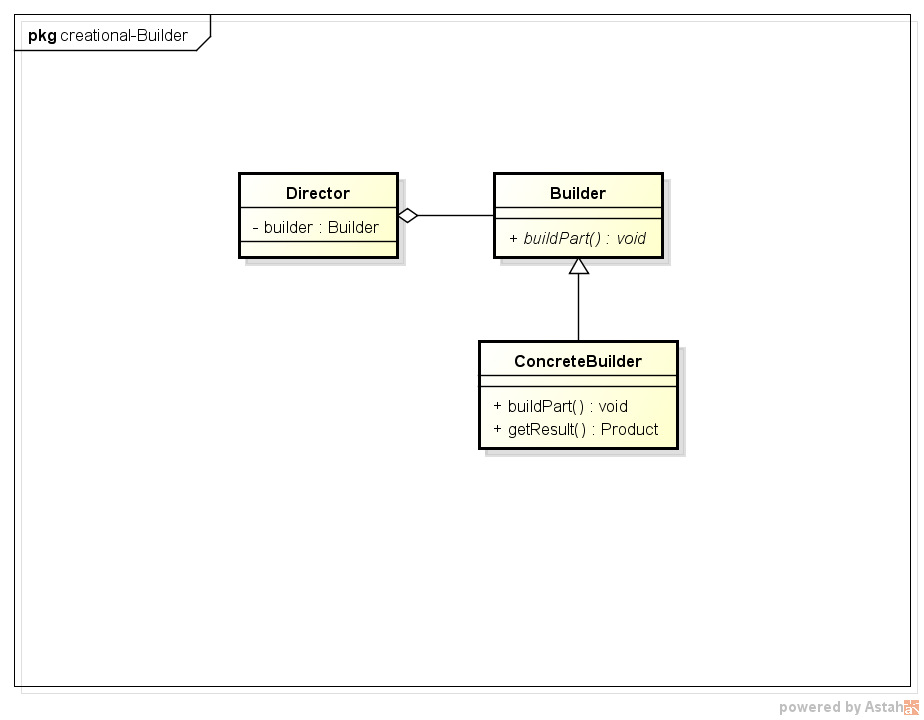 pkg creational-Builder
Director
- builder : Builder
Builder
+ buildPart() : void
ConcreteBuilder
+ buildPart() : void
+ getResult() : Product
powered by Astah